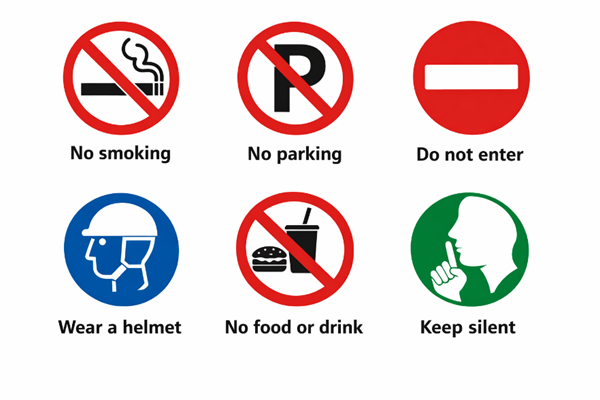 P
No smoking
No parking
Do not enter
Wear a helmet
No food or drink
Keep silent